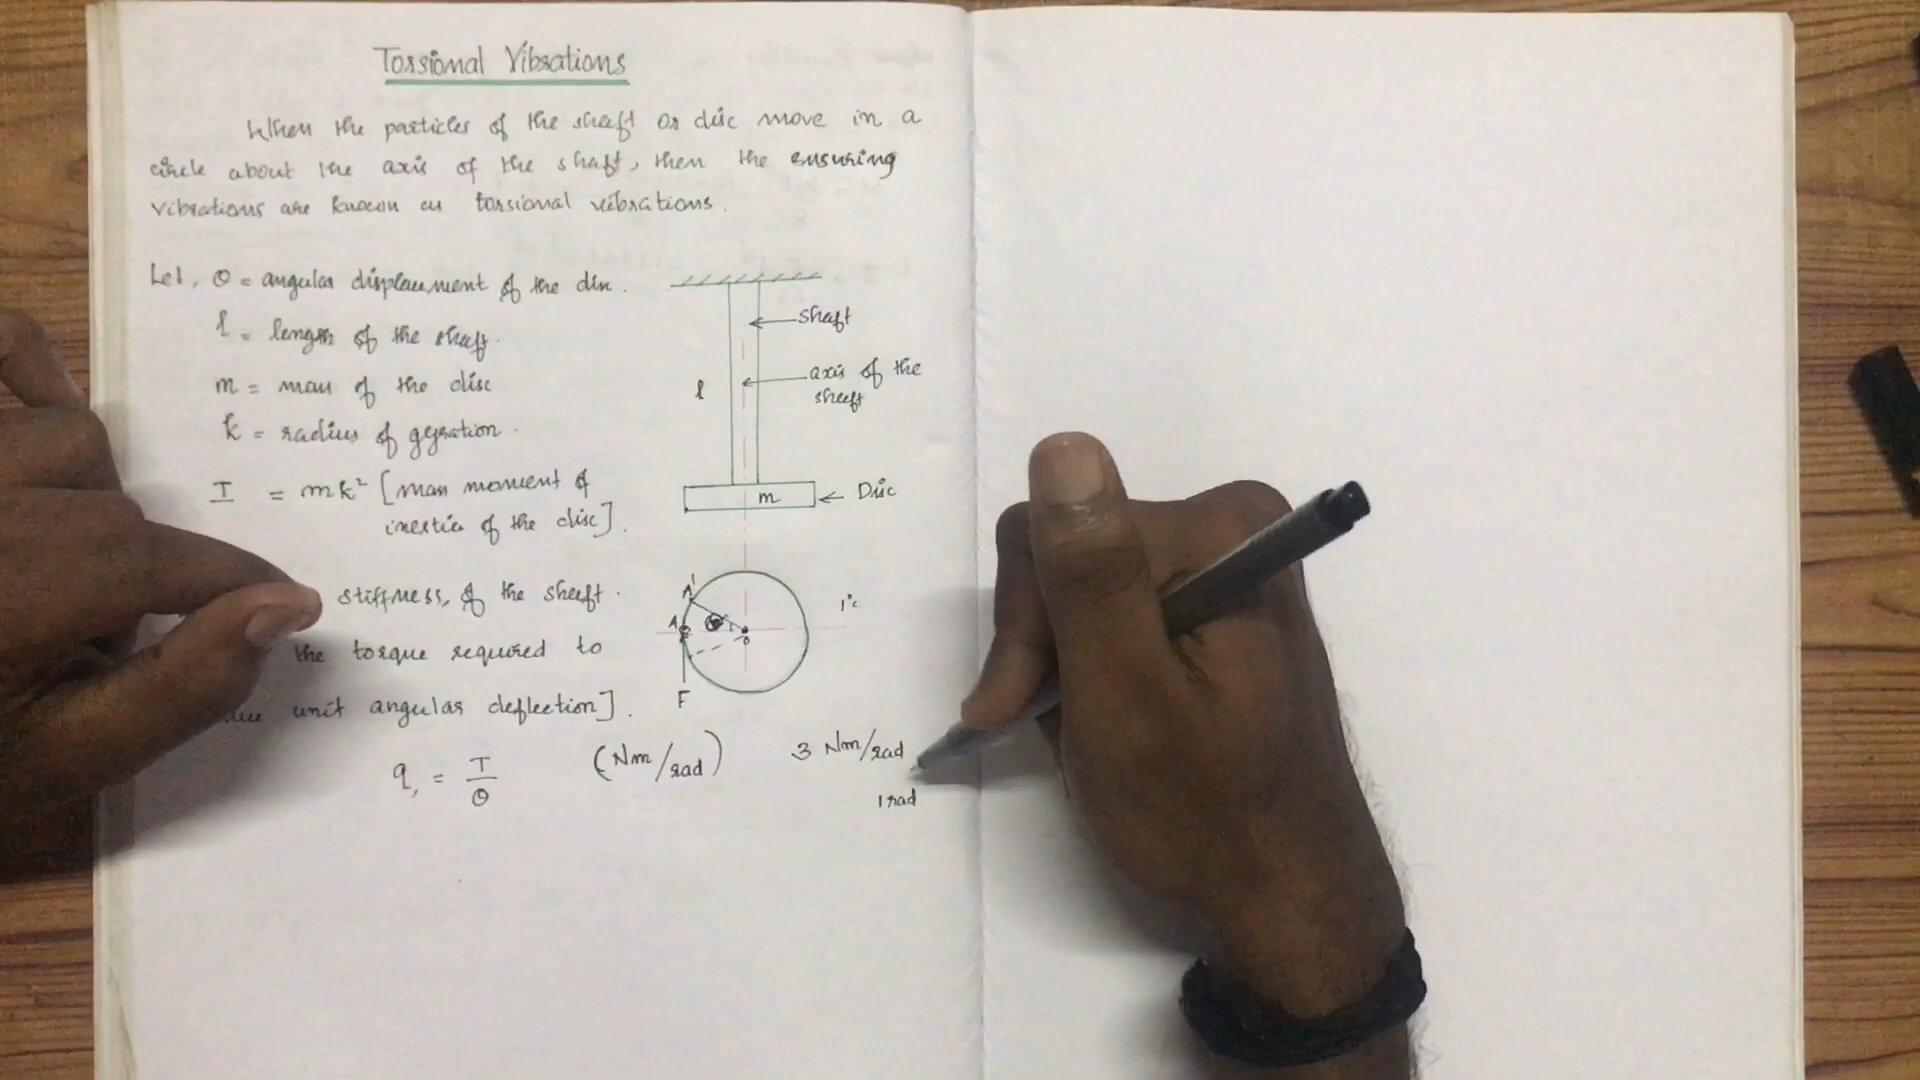 Torsional Vibrations
When the particles of the shaft or disc move in a
circle about the axis of the shaft, then the ensuring
vibrations are known as torsional vibrations.
Let, θ = angular displacement of the disc.
l = length of the shaft.
m = mass of the disc
k = radius of gyration.
I = mk² [mass moment of
inertia of the disc].
stiffness, of the shaft.
the torque required to
unit angular deflection].
q, = T/θ (Nm/rad) 3 Nm/rad
1 rad
shaft
axis of the
shaft
l
m
Disc
A'
A
θ
F